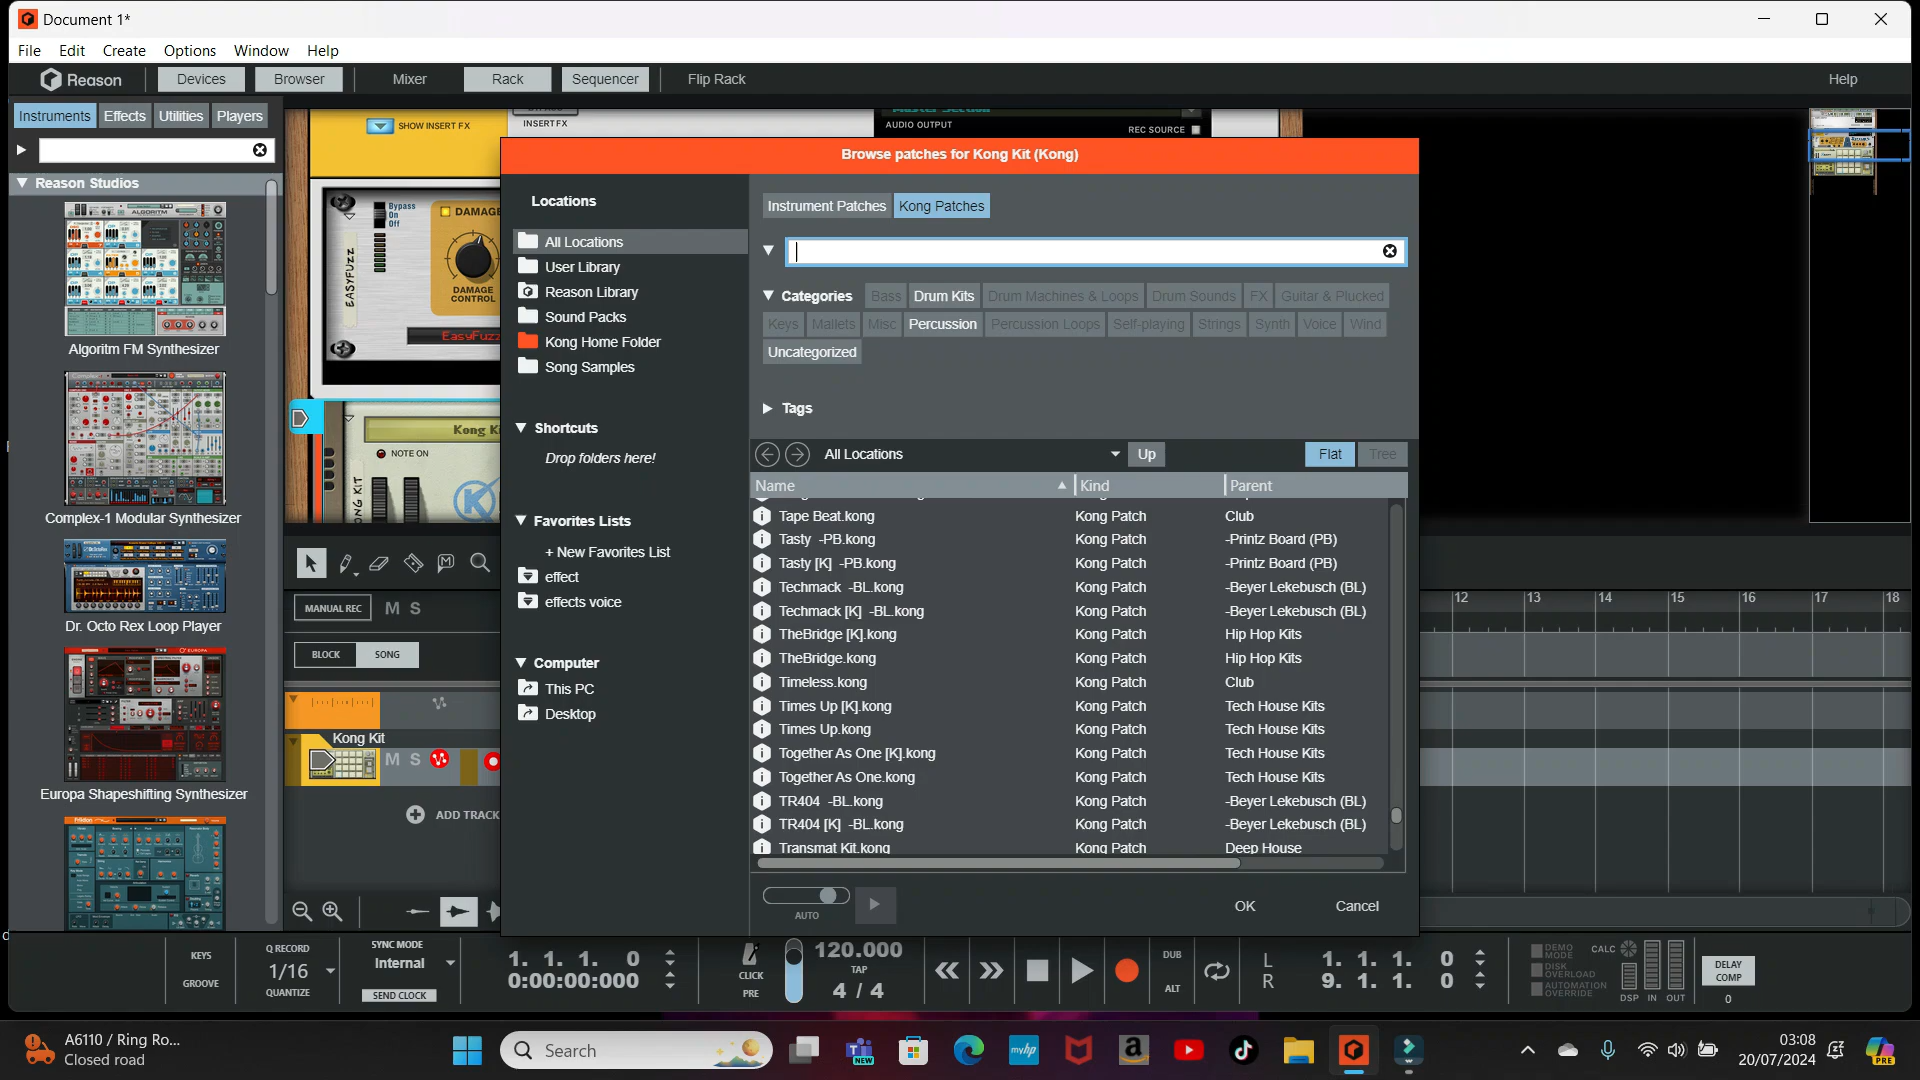 Document 1*
File Edit Create Options Window Help
Reason Devices Browser Mixer Rack Sequencer Flip Rack Help
Instruments Effects Utilities Players
Reason Studios
Algoritm FM Synthesizer
Complex-1 Modular Synthesizer
Dr. Octo Rex Loop Player
Europa Shapeshifting Synthesizer
SHOW INSERT FX
INSERT FX
AUDIO OUTPUT
REC SOURCE
Bypass
On
Off
DAMAGE
EASYFUZZ
DAMAGE
CONTROL
EasyFuzz
Kong Ki
NOTE ON
MANUAL REC M S
BLOCK SONG
Kong Kit
M S
ADD TRACK
Browse patches for Kong Kit (Kong)
Locations
All Locations
User Library
Reason Library
Sound Packs
Kong Home Folder
Song Samples
Shortcuts
Drop folders here!
Favorites Lists
+ New Favorites List
effect
effects voice
Computer
This PC
Desktop
Instrument Patches Kong Patches
Categories Bass Drum Kits Drum Machines & Loops Drum Sounds FX Guitar & Plucked
Keys Mallets Misc Percussion Percussion Loops Self-playing Strings Synth Voice Wind
Uncategorized
Tags
All Locations Up Flat Tree
Name Kind Parent
Tape Beat.kong Kong Patch Club
Tasty -PB.kong Kong Patch -Printz Board (PB)
Tasty [K] -PB.kong Kong Patch -Printz Board (PB)
Techmack -BL.kong Kong Patch -Beyer Lekebusch (BL)
Techmack [K] -BL.kong Kong Patch -Beyer Lekebusch (BL)
TheBridge [K].kong Kong Patch Hip Hop Kits
TheBridge.kong Kong Patch Hip Hop Kits
Timeless.kong Kong Patch Club
Times Up [K].kong Kong Patch Tech House Kits
Times Up.kong Kong Patch Tech House Kits
Together As One [K].kong Kong Patch Tech House Kits
Together As One.kong Kong Patch Tech House Kits
TR404 -BL.kong Kong Patch -Beyer Lekebusch (BL)
TR404 [K] -BL.kong Kong Patch -Beyer Lekebusch (BL)
Transmat Kit.kong Kong Patch Deep House
AUTO
OK Cancel
12 13 14 15 16 17 18
KEYS
GROOVE
Q RECORD
1/16
QUANTIZE
SYNC MODE
Internal
SEND CLOCK
1. 1. 1. 0
0:00:00:000
CLICK
PRE
120.000
TAP
4 / 4
DUB
ALT
L 1. 1. 1. 0
R 9. 1. 1. 0
DEMO
MODE
DISK
OVERLOAD
AUTOMATION
OVERRIDE
CALC
DSP IN OUT
DELAY
COMP
0
A6110 / Ring Ro...
Closed road
Search
NEW
myhp
PRE
03:08
20/07/2024